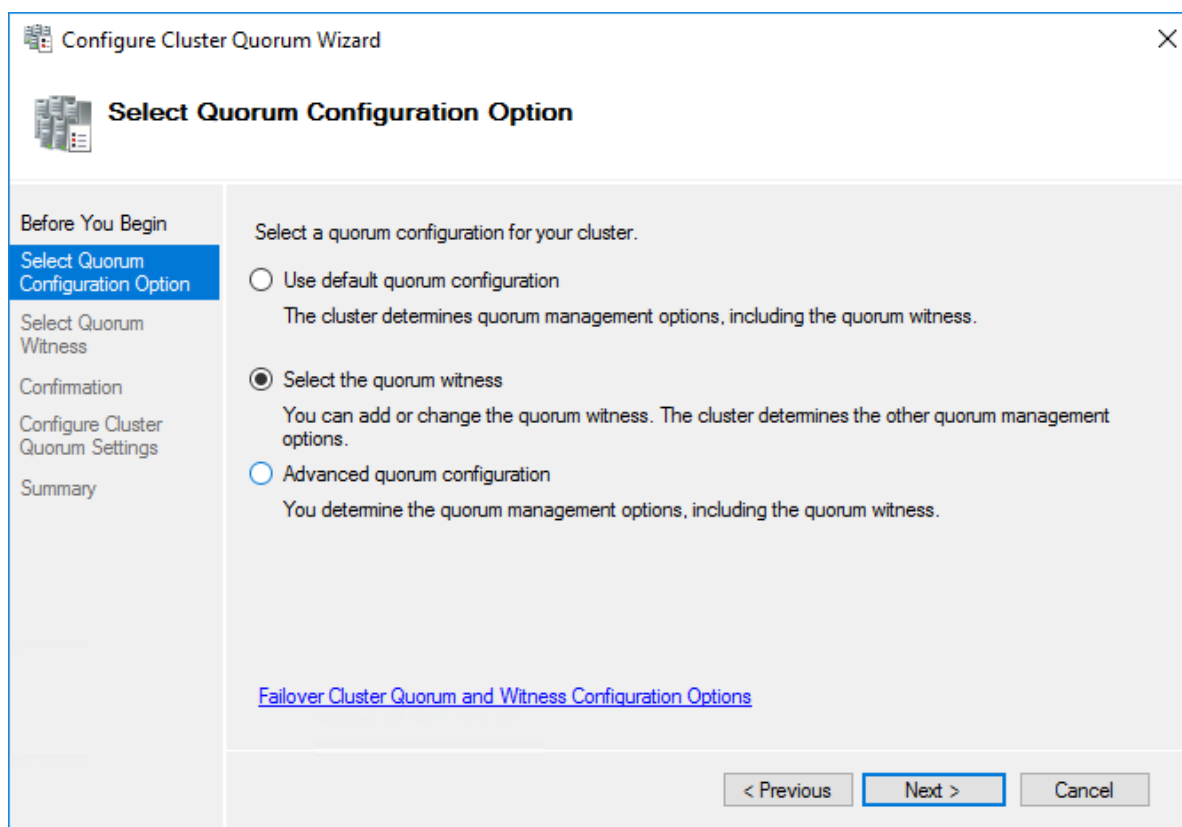 Configure Cluster Quorum Wizard
Select Quorum Configuration Option
Before You Begin
Select Quorum
Configuration Option
Select Quorum
Witness
Confirmation
Configure Cluster
Quorum Settings
Summary
Select a quorum configuration for your cluster.
Use default quorum configuration
The cluster determines quorum management options, including the quorum witness.
Select the quorum witness
You can add or change the quorum witness. The cluster determines the other quorum management
options.
Advanced quorum configuration
You determine the quorum management options, including the quorum witness.
Failover Cluster Quorum and Witness Configuration Options
< Previous
Next >
Cancel